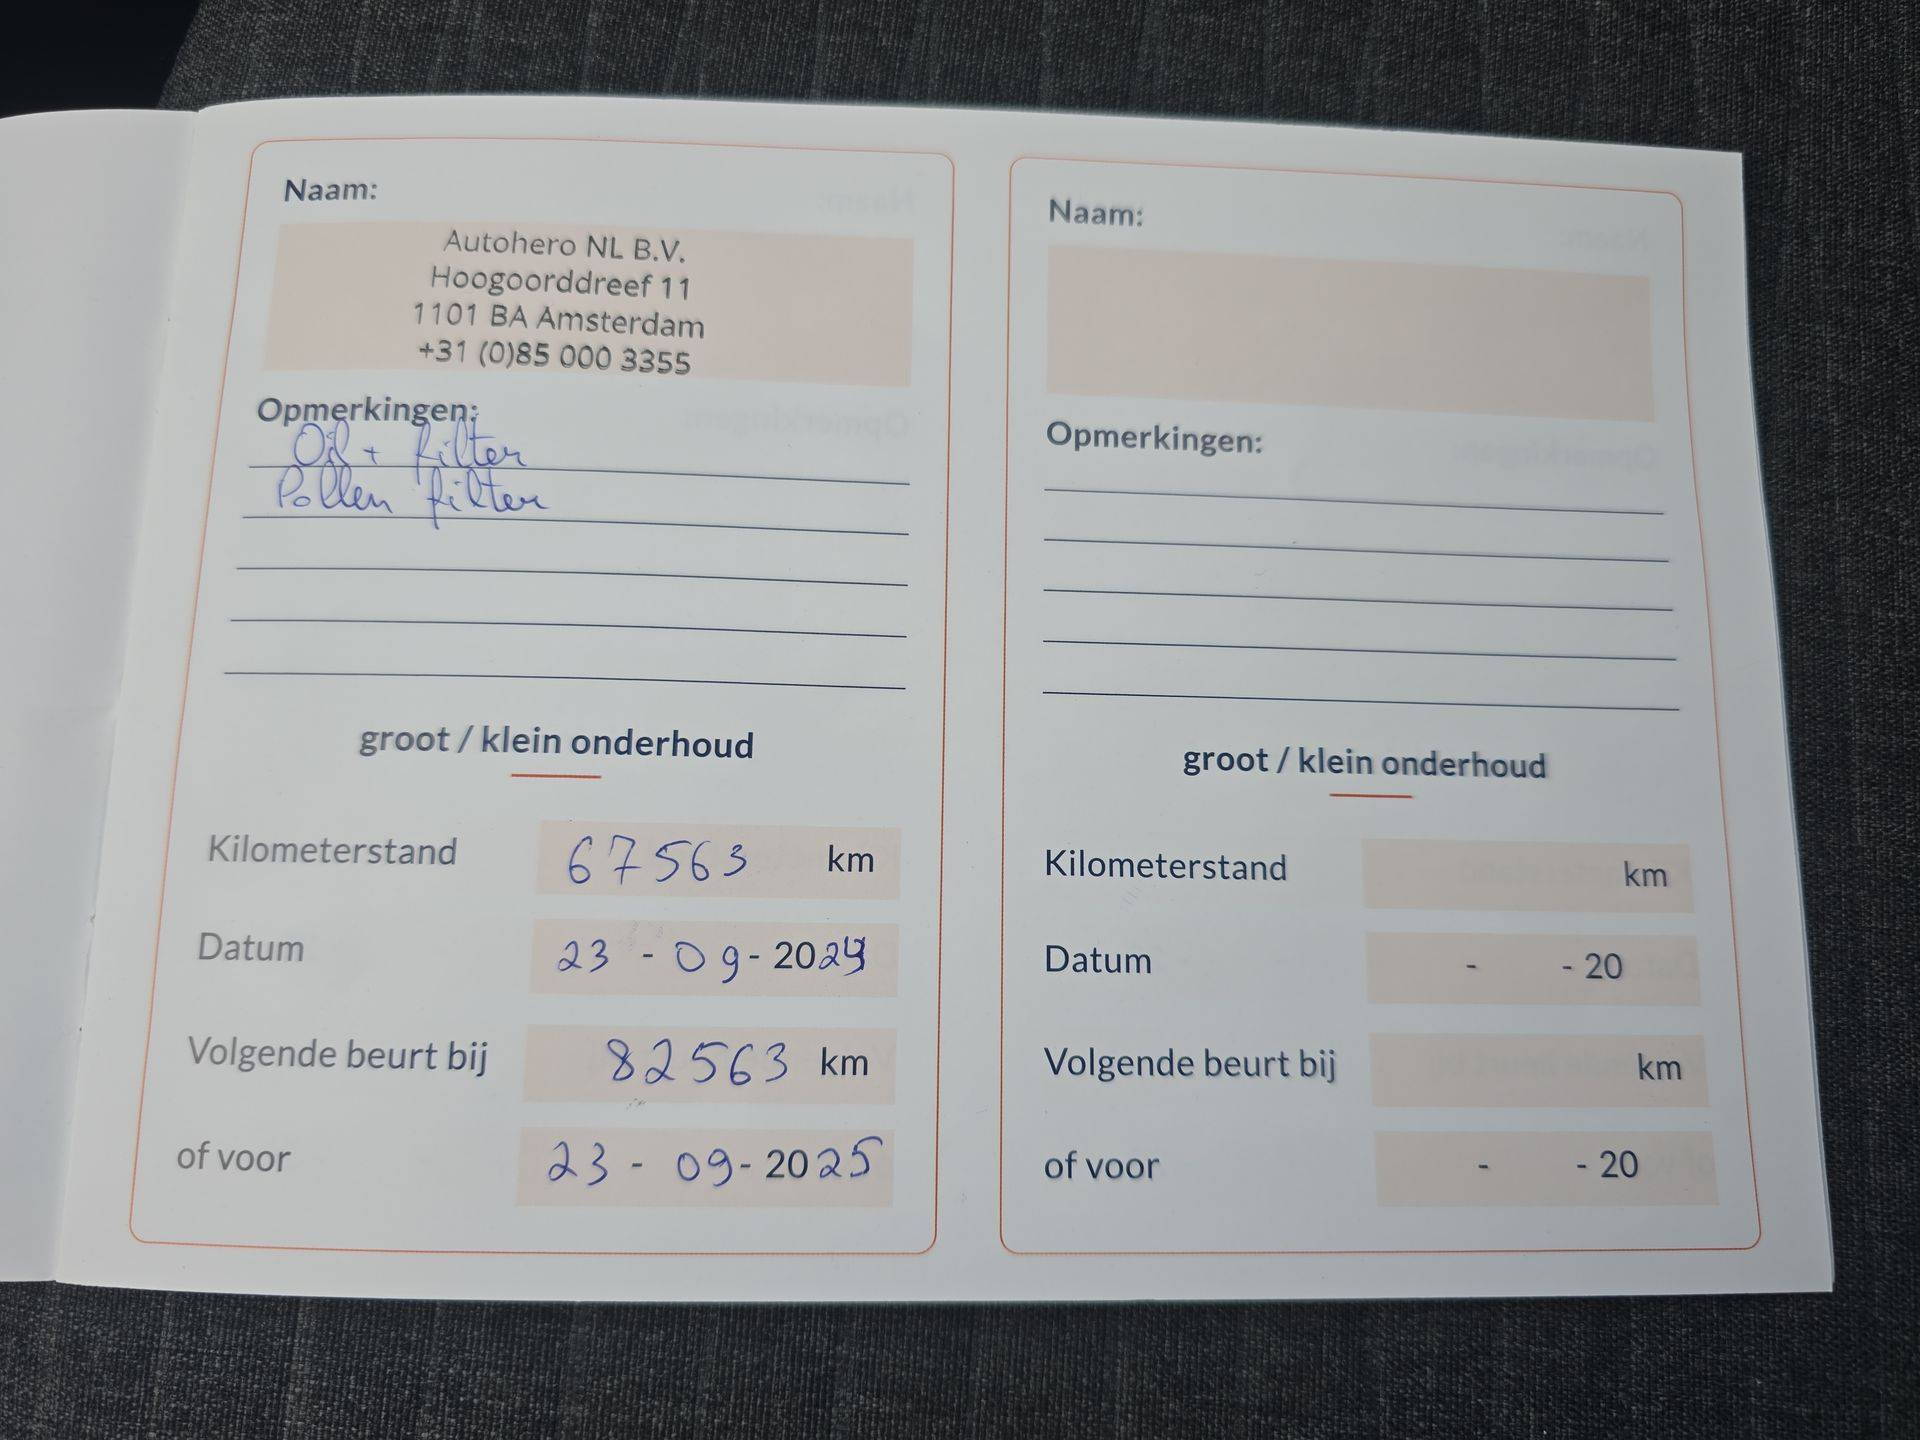 Naam:
Autohero NL B.V.
Hoogoorddreef 11
1101 BA Amsterdam
+31 (0)85 000 3355
Opmerkingen:
Oil + filter
Pollen filter
groot / klein onderhoud
Kilometerstand 67563 km
Datum 23 - 09 - 2024
Volgende beurt bij 82563 km
of voor 23 - 09 - 2025
Naam:
Opmerkingen:
groot / klein onderhoud
Kilometerstand km
Datum - - 20
Volgende beurt bij km
of voor - - 20